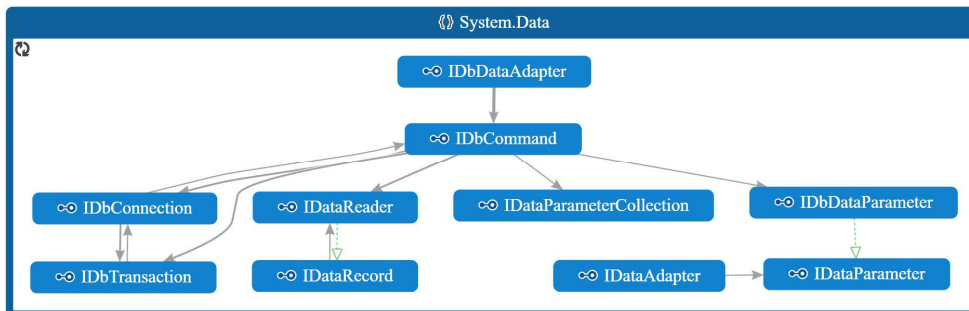 System.Data
IDbDataAdapter
IDbCommand
IDbConnection
IDataReader
IDataParameterCollection
IDbDataParameter
IDbTransaction
IDataRecord
IDataAdapter
IDataParameter